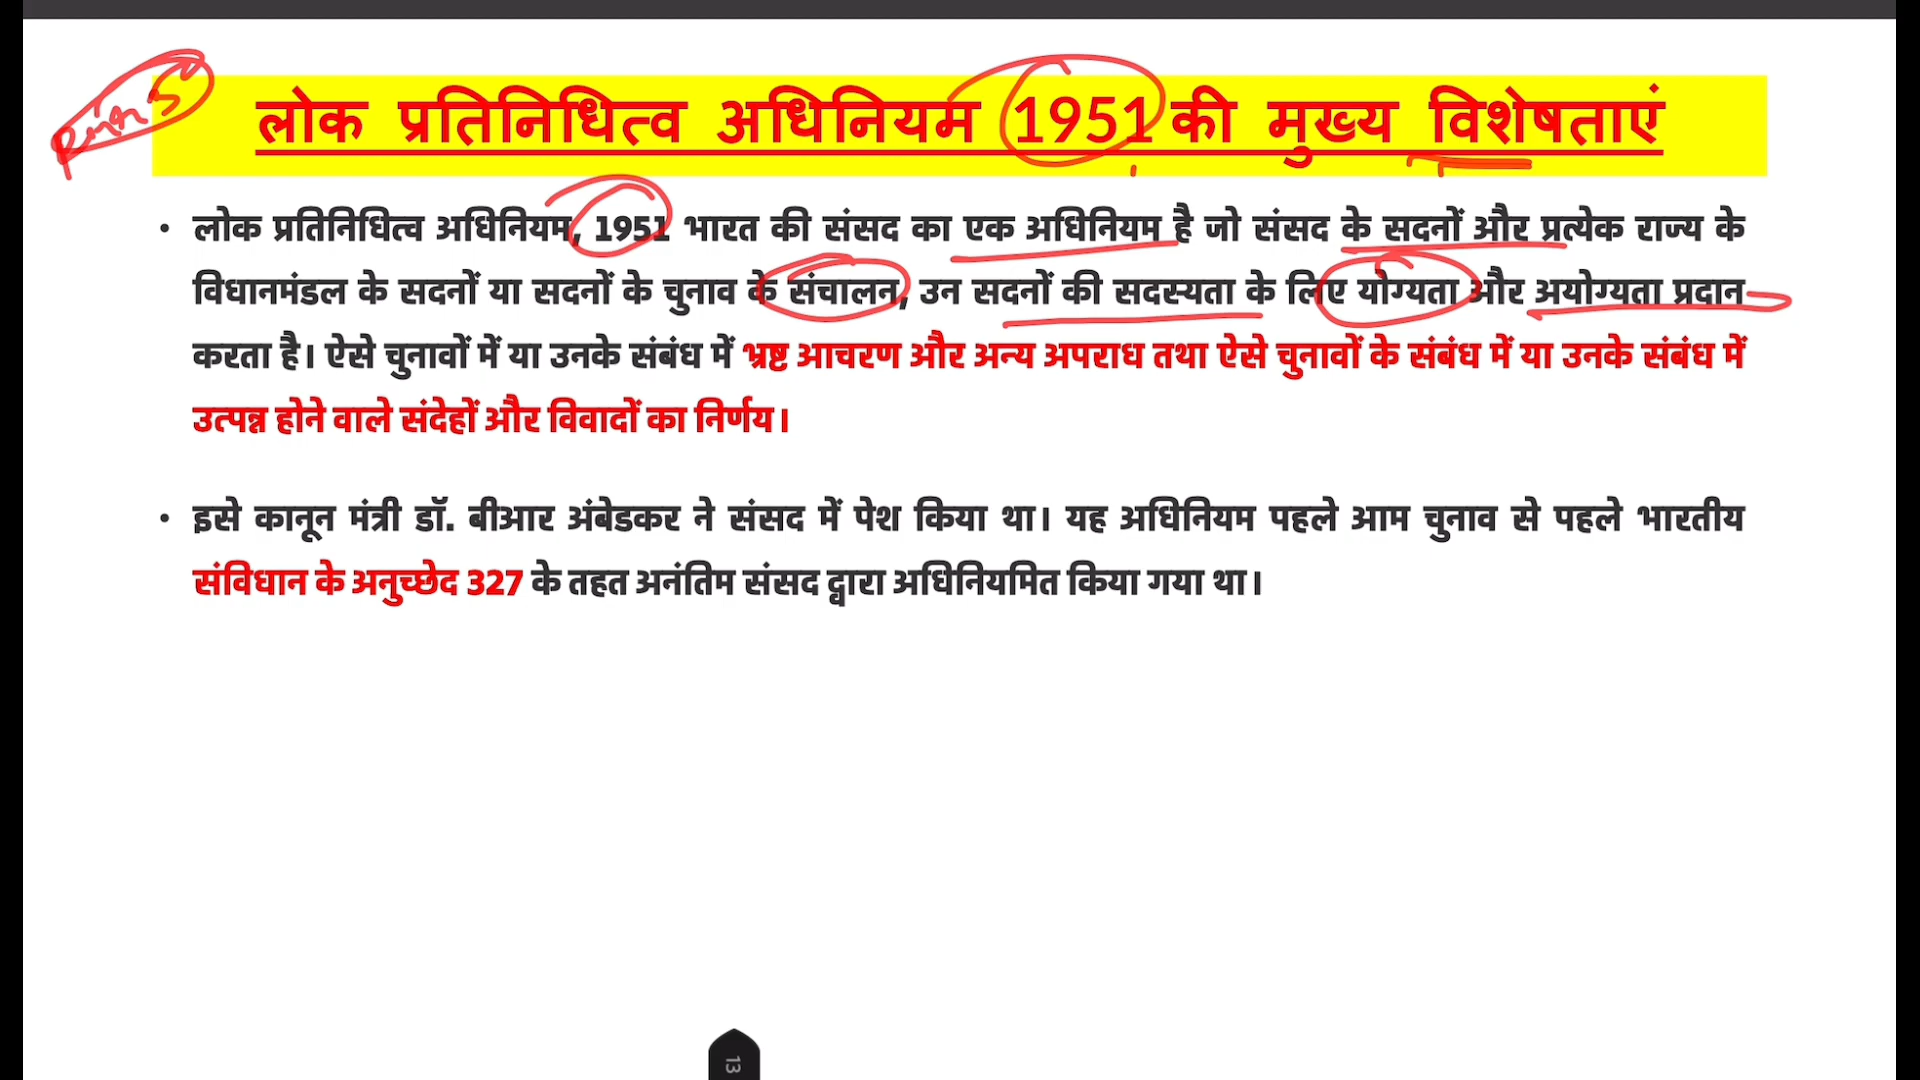 लोक प्रतिनिधित्व अधिनियम 1951 की मुख्य विशेषताएं
• लोक प्रतिनिधित्व अधिनियम, 1951 भारत की संसद का एक अधिनियम है जो संसद के सदनों और प्रत्येक राज्य के
विधानमंडल के सदनों या सदनों के चुनाव के संचालन, उन सदनों की सदस्यता के लिए योग्यता और अयोग्यता प्रदान
करता है। ऐसे चुनावों में या उनके संबंध में भ्रष्ट आचरण और अन्य अपराध तथा ऐसे चुनावों के संबंध में या उनके संबंध में
उत्पन्न होने वाले संदेहों और विवादों का निर्णय।
• इसे कानून मंत्री डॉ. बीआर अंबेडकर ने संसद में पेश किया था। यह अधिनियम पहले आम चुनाव से पहले भारतीय
संविधान के अनुच्छेद 327 के तहत अनंतिम संसद द्वारा अधिनियमित किया गया था।
13